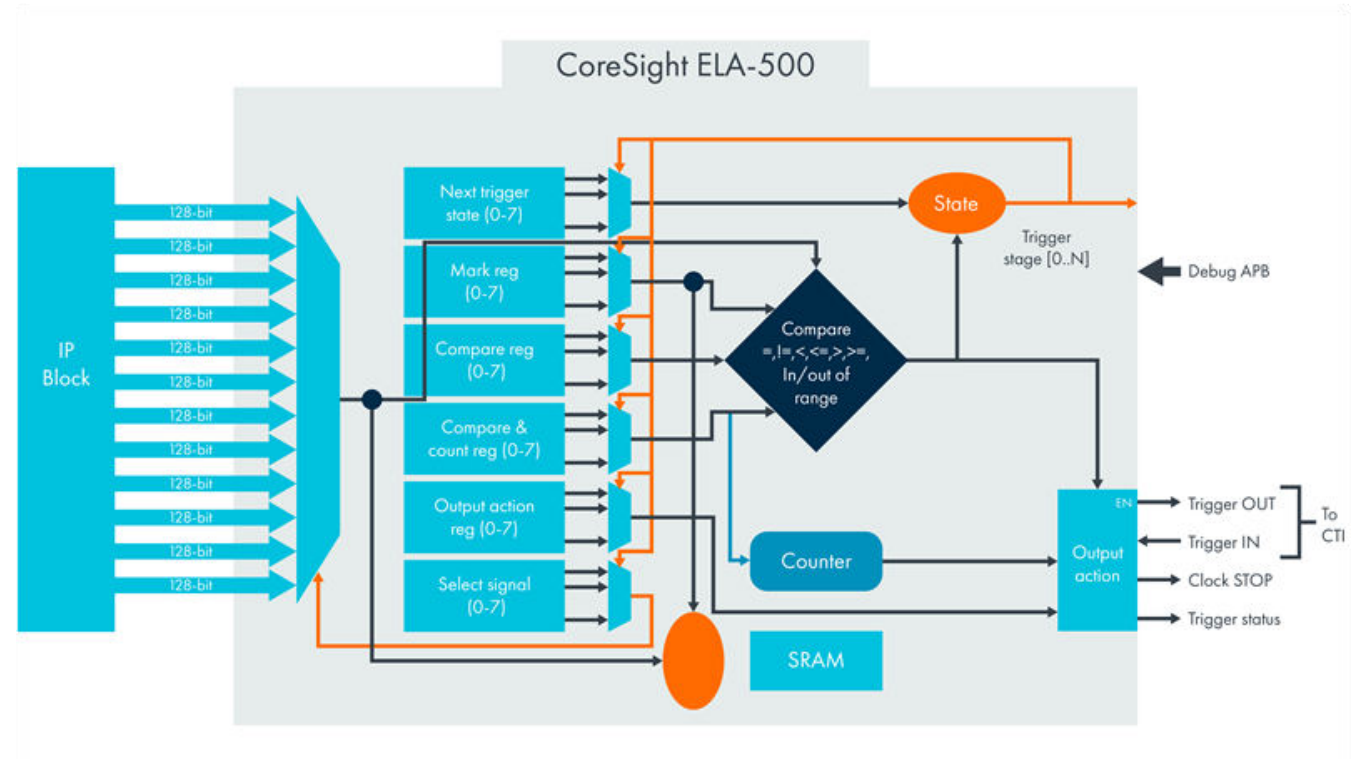 CoreSight ELA-500
IP
Block
128-bit
128-bit
128-bit
128-bit
128-bit
128-bit
128-bit
128-bit
128-bit
128-bit
128-bit
128-bit
Next trigger
state (0-7)
Mark reg
(0-7)
Compare reg
(0-7)
Compare &
count reg (0-7)
Output action
reg (0-7)
Select signal
(0-7)
State
Trigger
stage [0..N]
Debug APB
Compare
=,!=,<,<=,>,>=,
In/out of
range
Counter
SRAM
EN
Output
action
Trigger OUT
Trigger IN
Clock STOP
Trigger status
To
CTI